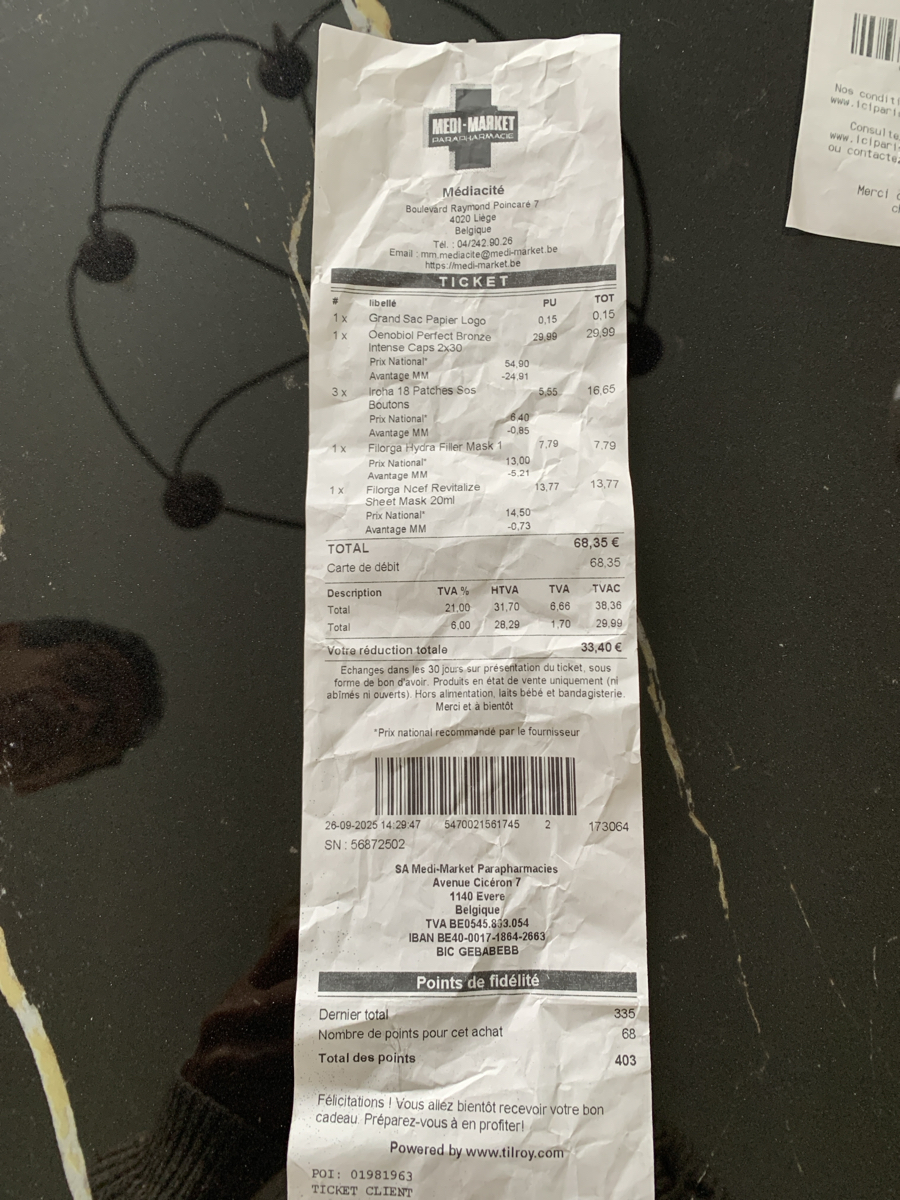 MEDI-MARKET
PARAPHARMACIE
Médiacité
Boulevard Raymond Poincaré 7
4020 Liège
Belgique
Tél. : 04/242.90.26
Email : mm.mediacite@medi-market.be
https://medi-market.be
TICKET
# libellé PU TOT
1 x Grand Sac Papier Logo 0,15 0,15
1 x Oenobiol Perfect Bronze 29,99 29,99
Intense Caps 2x30
Prix National* 54,90
Avantage MM -24,91
3 x Iroha 18 Patches Sos 5,55 16,65
Boutons
Prix National* 6,40
Avantage MM -0,85
1 x Filorga Hydra Filler Mask 1 7,79 7,79
Prix National* 13,00
Avantage MM -5,21
1 x Filorga Ncef Revitalize 13,77 13,77
Sheet Mask 20ml
Prix National* 14,50
Avantage MM -0,73
TOTAL 68,35 €
Carte de débit 68,35
Description TVA % HTVA TVA TVAC
Total 21,00 31,70 6,66 38,36
Total 6,00 28,29 1,70 29,99
Votre réduction totale 33,40 €
Echanges dans les 30 jours sur présentation du ticket, sous
forme de bon d'avoir. Produits en état de vente uniquement (ni
abîmés ni ouverts). Hors alimentation, laits bébé et bandagisterie.
Merci et à bientôt
*Prix national recommandé par le fournisseur
26-09-2025 14:29:47 5470021561745 2 173064
SN : 56872502
SA Medi-Market Parapharmacies
Avenue Cicéron 7
1140 Evere
Belgique
TVA BE0545.833.054
IBAN BE40-0017-1864-2663
BIC GEBABEBB
Points de fidélité
Dernier total 335
Nombre de points pour cet achat 68
Total des points 403
Félicitations ! Vous allez bientôt recevoir votre bon
cadeau. Préparez-vous à en profiter!
Powered by www.tilroy.com
POI: 01981963
TICKET CLIENT
Nos condit
www.icipari
Consulte
www.icipari
ou contacte
Merci